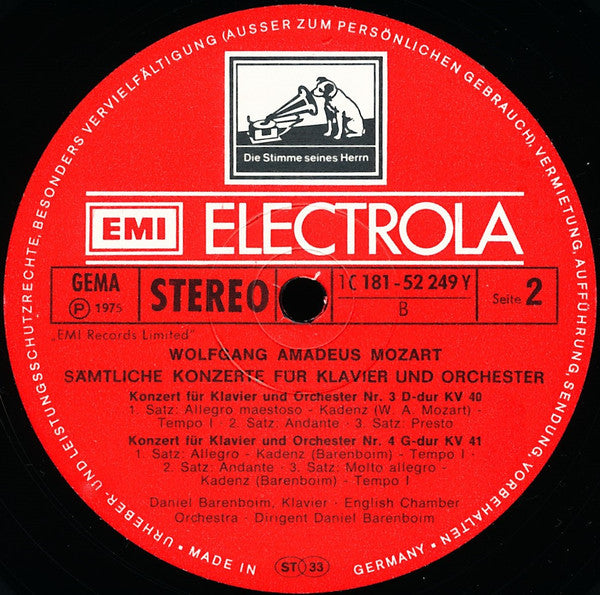 URHEBER- UND LEISTUNGSSCHUTZRECHTE, BESONDERS VERVIELFÄLTIGUNG (AUSSER ZUM PERSÖNLICHEN GEBRAUCH), VERMIETUNG, AUFFÜHRUNG, SENDUNG, VORBEHALTEN •
Die Stimme seines Herrn
EMI ELECTROLA
GEMA
Ⓟ 1975
STEREO
1C 181-52 249 Y
B
Seite 2
„EMI Records Limited"
WOLFGANG AMADEUS MOZART
SÄMTLICHE KONZERTE FÜR KLAVIER UND ORCHESTER
Konzert für Klavier und Orchester Nr. 3 D-dur KV 40
1. Satz: Allegro maestoso - Kadenz (W. A. Mozart) -
Tempo I · 2. Satz: Andante · 3. Satz: Presto
Konzert für Klavier und Orchester Nr. 4 G-dur KV 41
1. Satz: Allegro - Kadenz (Barenboim) - Tempo I ·
2. Satz: Andante · 3. Satz: Molto allegro -
Kadenz (Barenboim) - Tempo I
Daniel Barenboim, Klavier · English Chamber
Orchestra · Dirigent Daniel Barenboim
• MADE IN GERMANY •
ST 33